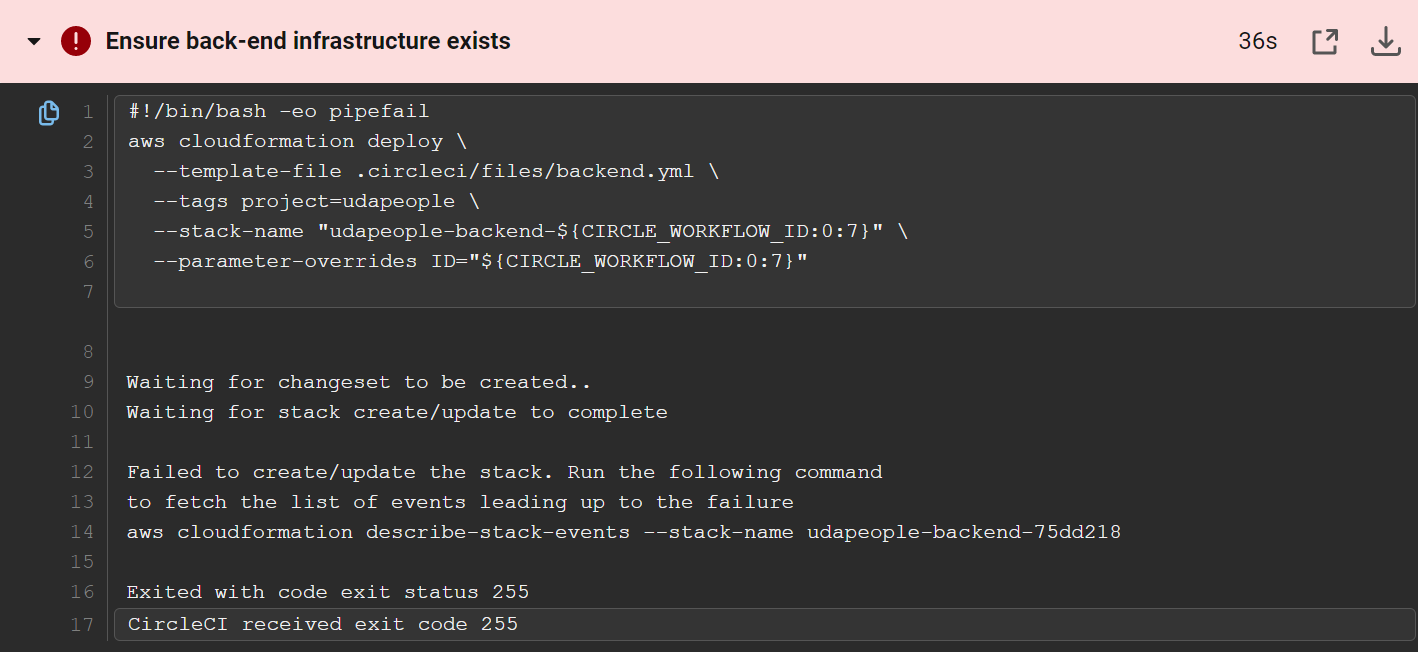 Ensure back-end infrastructure exists
36s
1 #!/bin/bash -eo pipefail
2 aws cloudformation deploy \
3   --template-file .circleci/files/backend.yml \
4   --tags project=udapeople \
5   --stack-name "udapeople-backend-${CIRCLE_WORKFLOW_ID:0:7}" \
6   --parameter-overrides ID="${CIRCLE_WORKFLOW_ID:0:7}"
7
8
9 Waiting for changeset to be created..
10 Waiting for stack create/update to complete
11
12 Failed to create/update the stack. Run the following command
13 to fetch the list of events leading up to the failure
14 aws cloudformation describe-stack-events --stack-name udapeople-backend-75dd218
15
16 Exited with code exit status 255
17 CircleCI received exit code 255